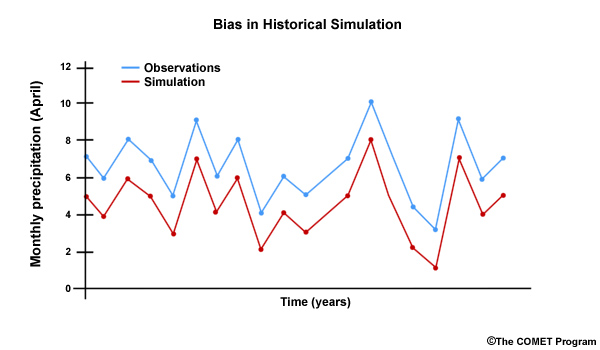 Bias in Historical Simulation
Monthly precipitation (April)
12
10
8
6
4
2
0
Observations
Simulation
Time (years)
©The COMET Program